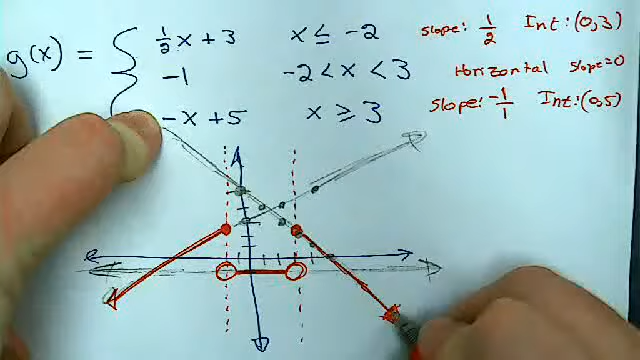 g(x) = { 1/2 x + 3   x ≤ -2   Slope: 1/2   Int: (0,3)
-1   -2 < x < 3   Horizontal   slope=0
-x + 5   x ≥ 3   Slope: -1/1   Int: (0,5)